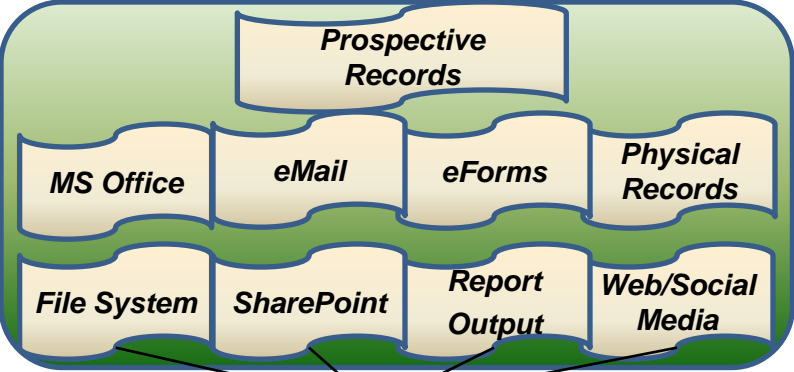 Prospective
Records
MS Office
eMail
eForms
Physical
Records
File System
SharePoint
Report
Output
Web/Social
Media